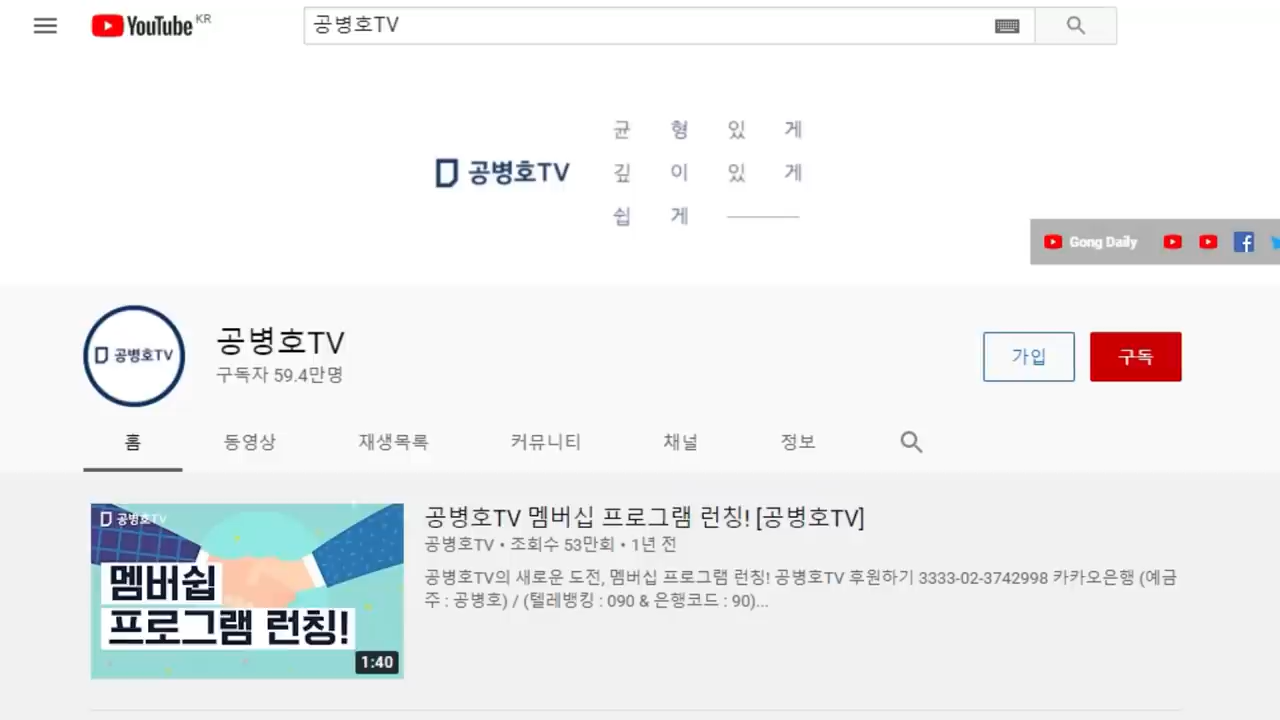 YouTube KR
공병호TV
균 형 있 게
공병호TV
깊 이 있 게
쉽 게
Gong Daily
공병호TV
공병호TV
구독자 59.4만명
가입
구독
홈
동영상
재생목록
커뮤니티
채널
정보
공병호TV
멤버쉽
프로그램 런칭!
1:40
공병호TV 멤버십 프로그램 런칭! [공병호TV]
공병호TV • 조회수 53만회 • 1년 전
공병호TV의 새로운 도전, 멤버십 프로그램 런칭! 공병호TV 후원하기 3333-02-3742998 카카오은행 (예금
주 : 공병호) / (텔레뱅킹 : 090 & 은행코드 : 90)...